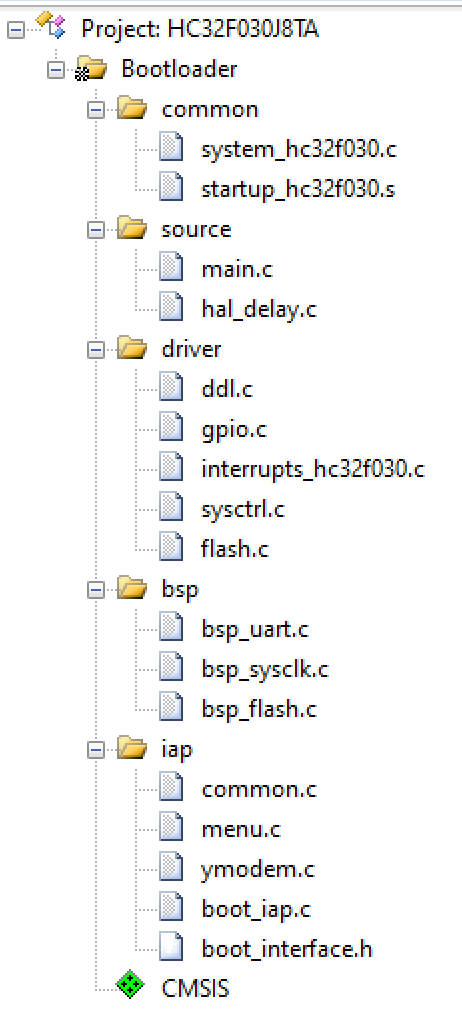 Project: HC32F030J8TA
Bootloader
common
system_hc32f030.c
startup_hc32f030.s
source
main.c
hal_delay.c
driver
ddl.c
gpio.c
interrupts_hc32f030.c
sysctrl.c
flash.c
bsp
bsp_uart.c
bsp_sysclk.c
bsp_flash.c
iap
common.c
menu.c
ymodem.c
boot_iap.c
boot_interface.h
CMSIS